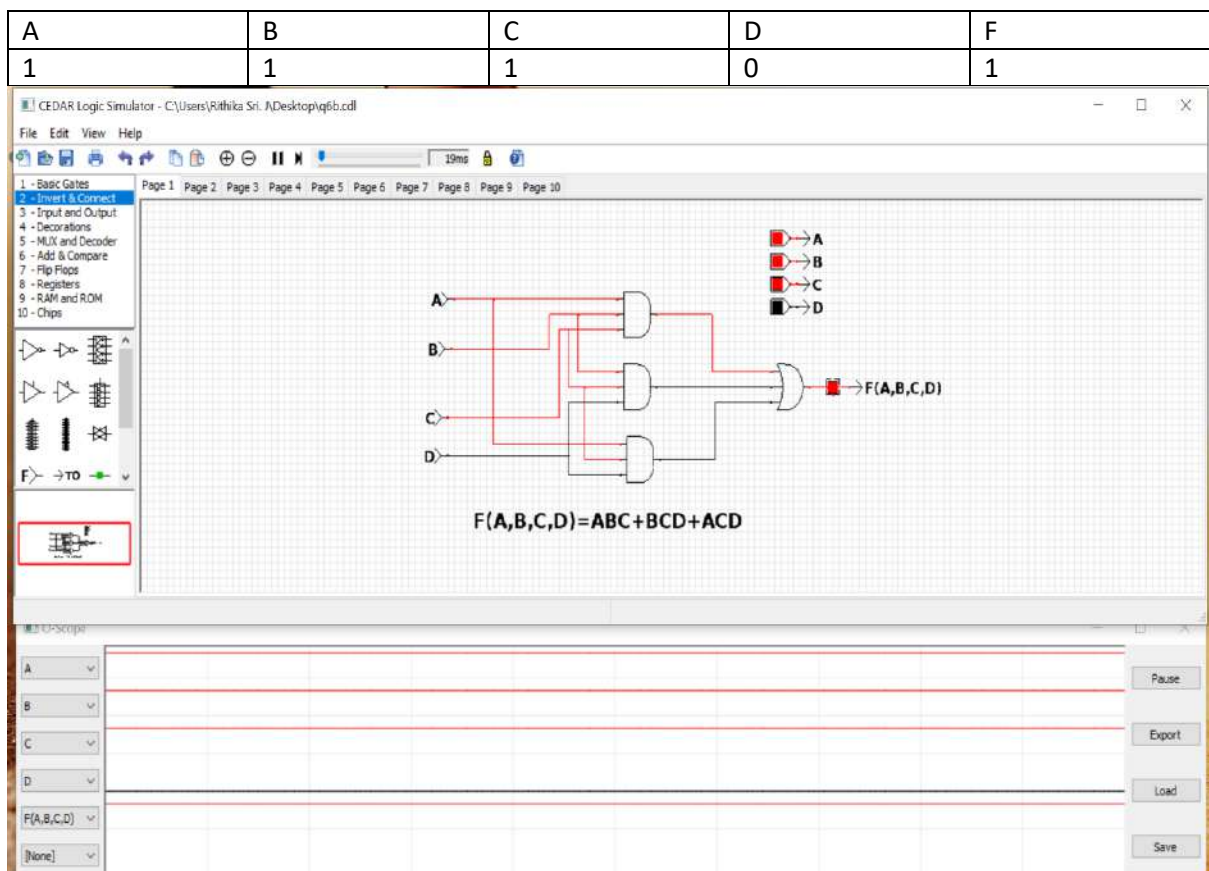 A B C D F
1 1 1 0 1
CEDAR Logic Simulator - C:\Users\Rithika Sri. J\Desktop\q6b.cdl
File Edit View Help
19ms
1 - Basic Gates
2 - Invert & Connect
3 - Input and Output
4 - Decorations
5 - MUX and Decoder
6 - Add & Compare
7 - Flip Flops
8 - Registers
9 - RAM and ROM
10 - Chips
Page 1 Page 2 Page 3 Page 4 Page 5 Page 6 Page 7 Page 8 Page 9 Page 10
A
B
C
D
A
B
C
D
F(A,B,C,D)
F(A,B,C,D)=ABC+BCD+ACD
F TO
O-Scope
A
B
C
D
F(A,B,C,D)
[None]
Pause
Export
Load
Save